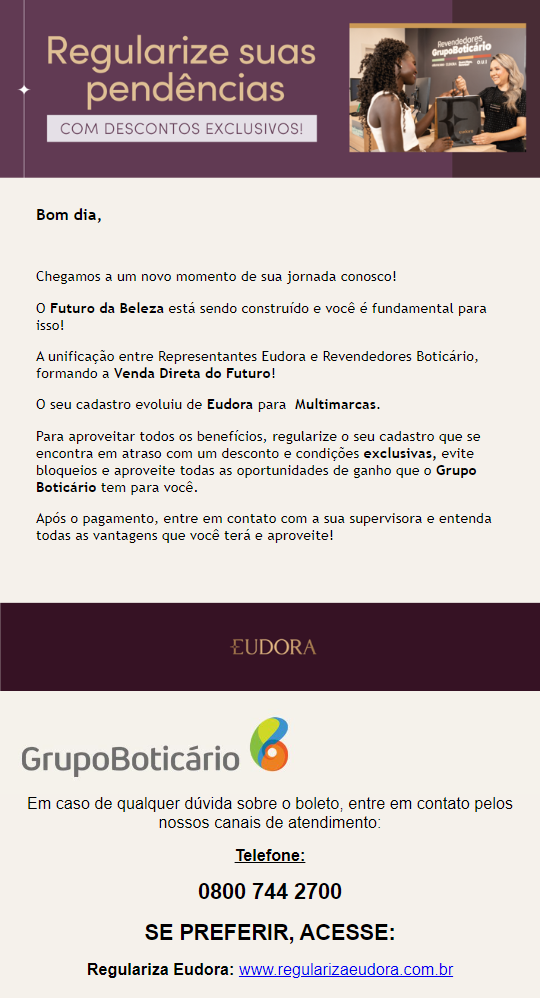 Regularize suas
pendências
COM DESCONTOS EXCLUSIVOS!
Revendedores
GrupoBoticário
Bom dia,
Chegamos a um novo momento de sua jornada conosco!
O Futuro da Beleza está sendo construído e você é fundamental para
isso!
A unificação entre Representantes Eudora e Revendedores Boticário,
formando a Venda Direta do Futuro!
O seu cadastro evoluiu de Eudora para  Multimarcas.
Para aproveitar todos os benefícios, regularize o seu cadastro que se
encontra em atraso com um desconto e condições exclusivas, evite
bloqueios e aproveite todas as oportunidades de ganho que o Grupo
Boticário tem para você.
Após o pagamento, entre em contato com a sua supervisora e entenda
todas as vantagens que você terá e aproveite!
EUDORA
GrupoBoticário
Em caso de qualquer dúvida sobre o boleto, entre em contato pelos
nossos canais de atendimento:
Telefone:
0800 744 2700
SE PREFERIR, ACESSE:
Regulariza Eudora: www.regularizaeudora.com.br